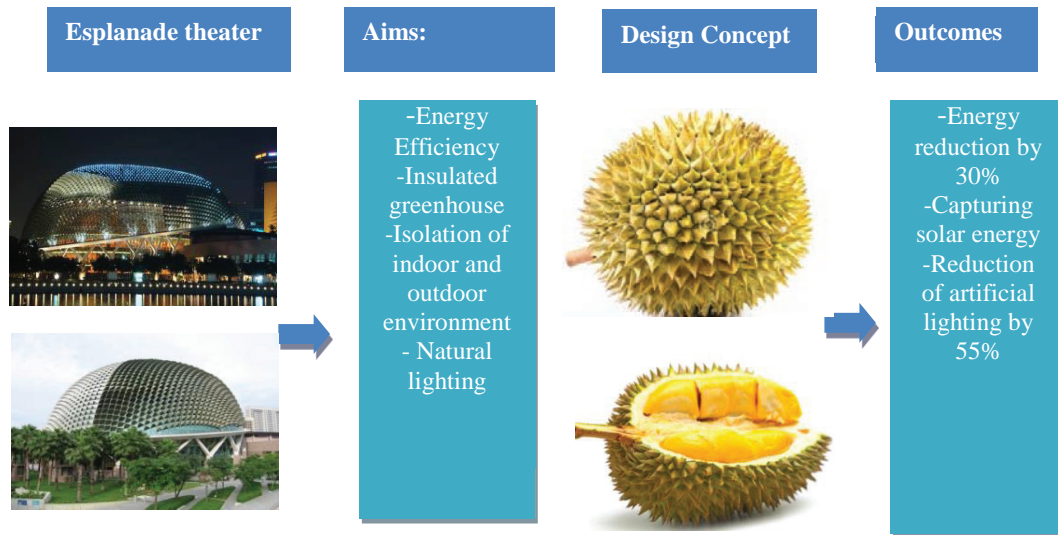 Esplanade theater
Aims:
Design Concept
Outcomes
-Energy
Efficiency
-Insulated
greenhouse
-Isolation of
indoor and
outdoor
environment
- Natural
lighting
-Energy
reduction by
30%
-Capturing
solar energy
-Reduction
of artificial
lighting by
55%